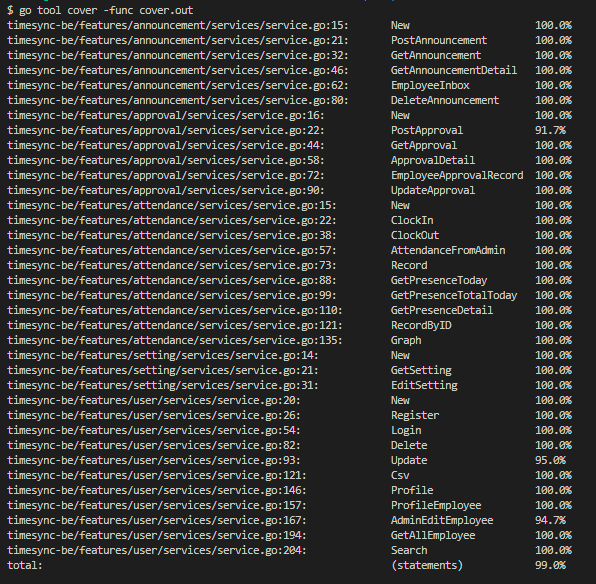 $ go tool cover -func cover.out
timesync-be/features/announcement/services/service.go:15: New 100.0%
timesync-be/features/announcement/services/service.go:21: PostAnnouncement 100.0%
timesync-be/features/announcement/services/service.go:32: GetAnnouncement 100.0%
timesync-be/features/announcement/services/service.go:46: GetAnnouncementDetail 100.0%
timesync-be/features/announcement/services/service.go:62: EmployeeInbox 100.0%
timesync-be/features/announcement/services/service.go:80: DeleteAnnouncement 100.0%
timesync-be/features/approval/services/service.go:16: New 100.0%
timesync-be/features/approval/services/service.go:22: PostApproval 91.7%
timesync-be/features/approval/services/service.go:44: GetApproval 100.0%
timesync-be/features/approval/services/service.go:58: ApprovalDetail 100.0%
timesync-be/features/approval/services/service.go:72: EmployeeApprovalRecord 100.0%
timesync-be/features/approval/services/service.go:90: UpdateApproval 100.0%
timesync-be/features/attendance/services/service.go:15: New 100.0%
timesync-be/features/attendance/services/service.go:22: ClockIn 100.0%
timesync-be/features/attendance/services/service.go:38: ClockOut 100.0%
timesync-be/features/attendance/services/service.go:57: AttendanceFromAdmin 100.0%
timesync-be/features/attendance/services/service.go:73: Record 100.0%
timesync-be/features/attendance/services/service.go:88: GetPresenceToday 100.0%
timesync-be/features/attendance/services/service.go:99: GetPresenceTotalToday 100.0%
timesync-be/features/attendance/services/service.go:110: GetPresenceDetail 100.0%
timesync-be/features/attendance/services/service.go:121: RecordByID 100.0%
timesync-be/features/attendance/services/service.go:135: Graph 100.0%
timesync-be/features/setting/services/service.go:14: New 100.0%
timesync-be/features/setting/services/service.go:21: GetSetting 100.0%
timesync-be/features/setting/services/service.go:31: EditSetting 100.0%
timesync-be/features/user/services/service.go:20: New 100.0%
timesync-be/features/user/services/service.go:26: Register 100.0%
timesync-be/features/user/services/service.go:54: Login 100.0%
timesync-be/features/user/services/service.go:82: Delete 100.0%
timesync-be/features/user/services/service.go:93: Update 95.0%
timesync-be/features/user/services/service.go:121: Csv 100.0%
timesync-be/features/user/services/service.go:146: Profile 100.0%
timesync-be/features/user/services/service.go:157: ProfileEmployee 100.0%
timesync-be/features/user/services/service.go:167: AdminEditEmployee 94.7%
timesync-be/features/user/services/service.go:194: GetAllEmployee 100.0%
timesync-be/features/user/services/service.go:204: Search 100.0%
total: (statements) 99.0%